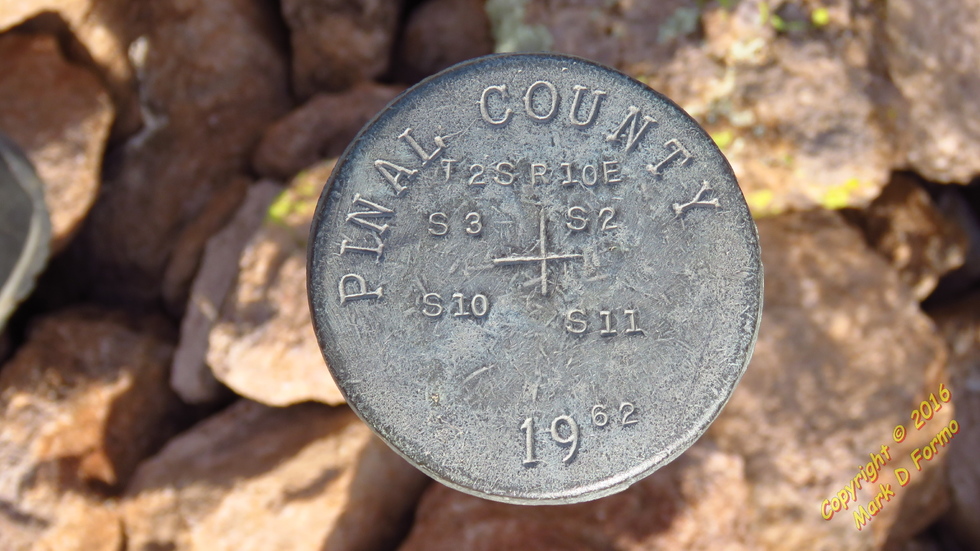 PINAL COUNTY
T2S R10E
S3 S2
S10 S11
1962
Copyright © 2016
Mark D Formo